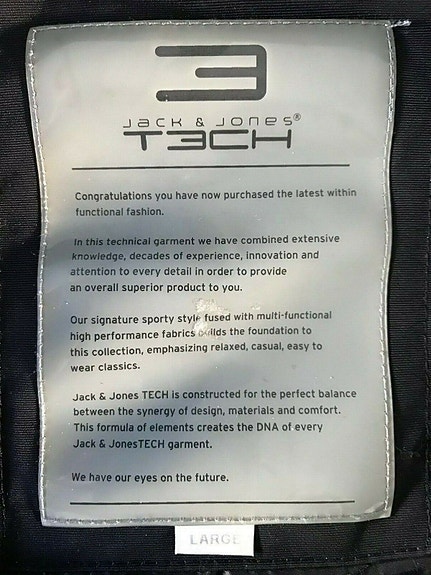 Jack & Jones®
T3CH
Congratulations you have now purchased the latest within
functional fashion.
In this technical garment we have combined extensive
knowledge, decades of experience, innovation and
attention to every detail in order to provide
an overall superior product to you.
Our signature sporty style fused with multi-functional
high performance fabrics builds the foundation to
this collection, emphasizing relaxed, casual, easy to
wear classics.
Jack & Jones TECH is constructed for the perfect balance
between the synergy of design, materials and comfort.
This formula of elements creates the DNA of every
Jack & JonesTECH garment.
We have our eyes on the future.
LARGE